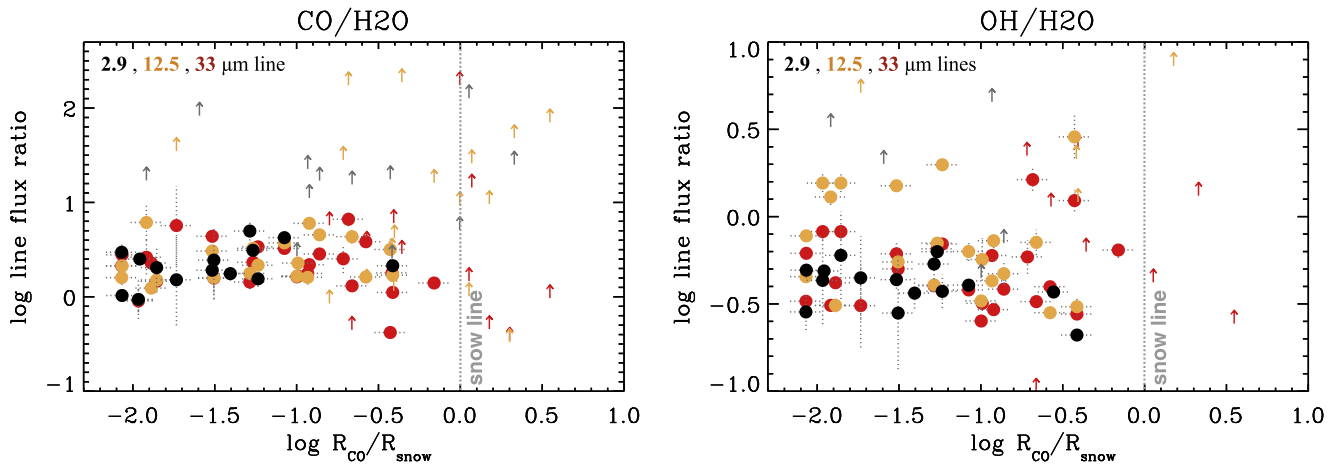 CO/H2O
2.9 , 12.5 , 33 μm line
log line flux ratio
2
1
0
−1
−2.0 −1.5 −1.0 −0.5 0.0 0.5 1.0
log R_CO/R_snow
snow line
OH/H2O
2.9 , 12.5 , 33 μm lines
log line flux ratio
1.0
0.5
0.0
−0.5
−1.0
−2.0 −1.5 −1.0 −0.5 0.0 0.5 1.0
log R_CO/R_snow
snow line